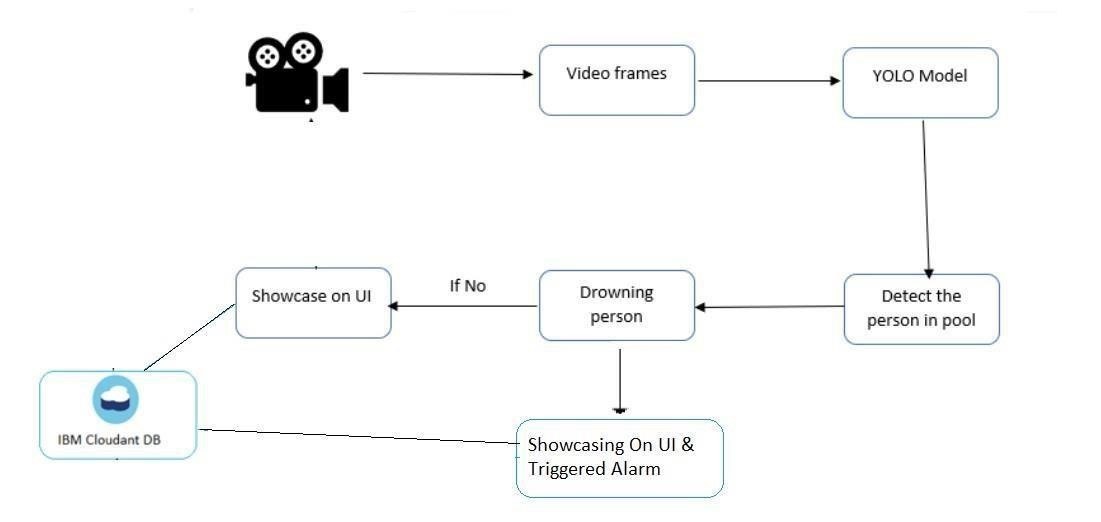 Video frames
YOLO Model
Showcase on UI
If No
Drowning
person
Detect the
person in pool
IBM Cloudant DB
Showcasing On UI &
Triggered Alarm